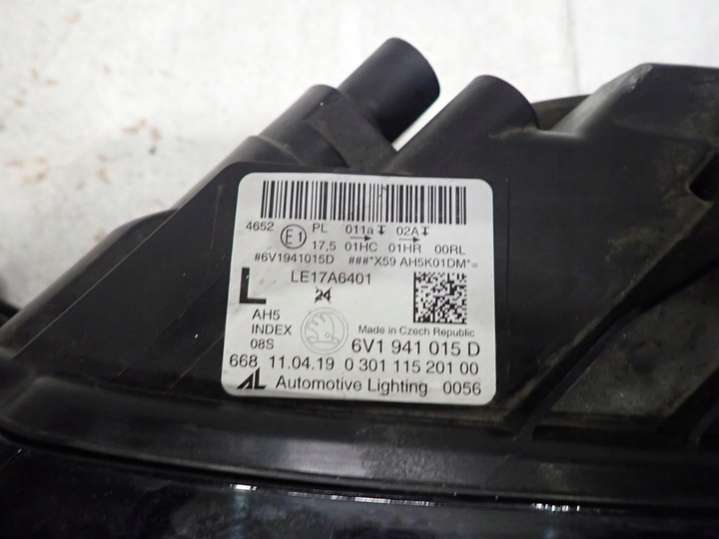 4652 E1 PL 011a 02A
17,5 01HC 01HR 00RL
#6V1941015D ###*X59 AH5K01DM*=
L LE17A6401
24
AH5
INDEX Made in Czech Republic
08S 6V1 941 015 D
668 11.04.19 0 301 115 201 00
AL Automotive Lighting 0056